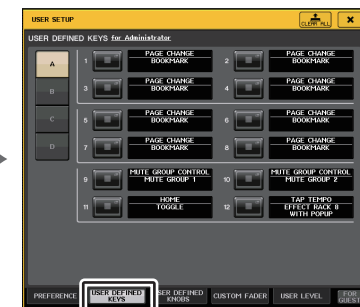 USER SETUP
CLEAR ALL
USER DEFINED KEYS for Administrator
A
1 PAGE CHANGE BOOKMARK
2 PAGE CHANGE BOOKMARK
B
3 PAGE CHANGE BOOKMARK
4 PAGE CHANGE BOOKMARK
C
5 PAGE CHANGE BOOKMARK
6 PAGE CHANGE BOOKMARK
D
7 PAGE CHANGE BOOKMARK
8 PAGE CHANGE BOOKMARK
9 MUTE GROUP CONTROL MUTE GROUP 1
10 MUTE GROUP CONTROL MUTE GROUP 2
11 HOME TOGGLE
12 TAP TEMPO EFFECT RACK 8 WITH POPUP
PREFERENCE
USER DEFINED KEYS
USER DEFINED KNOBS
CUSTOM FADER
USER LEVEL
FOR GUEST